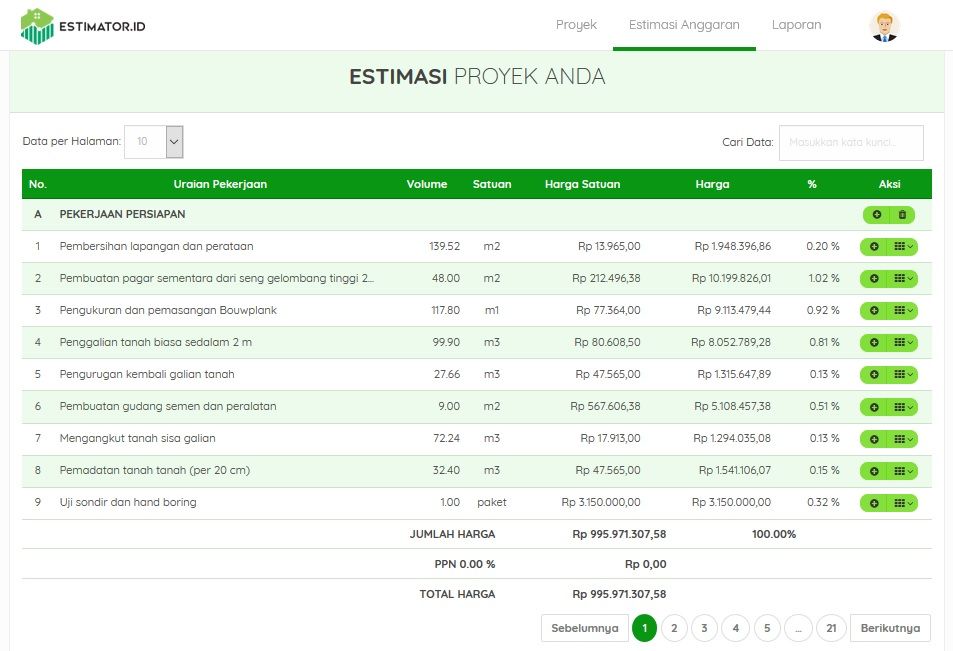 ESTIMATOR.ID
Proyek Estimasi Anggaran Laporan
ESTIMASI PROYEK ANDA
Data per Halaman: 10 Cari Data: Masukkan kata kunci...
No. Uraian Pekerjaan Volume Satuan Harga Satuan Harga % Aksi
A PEKERJAAN PERSIAPAN
1 Pembersihan lapangan dan perataan 139.52 m2 Rp 13.965,00 Rp 1.948.396,86 0.20 %
2 Pembuatan pagar sementara dari seng gelombang tinggi 2... 48.00 m2 Rp 212.496,38 Rp 10.199.826,01 1.02 %
3 Pengukuran dan pemasangan Bouwplank 117.80 m1 Rp 77.364,00 Rp 9.113.479,44 0.92 %
4 Penggalian tanah biasa sedalam 2 m 99.90 m3 Rp 80.608,50 Rp 8.052.789,28 0.81 %
5 Pengurugan kembali galian tanah 27.66 m3 Rp 47.565,00 Rp 1.315.647,89 0.13 %
6 Pembuatan gudang semen dan peralatan 9.00 m2 Rp 567.606,38 Rp 5.108.457,38 0.51 %
7 Mengangkut tanah sisa galian 72.24 m3 Rp 17.913,00 Rp 1.294.035,08 0.13 %
8 Pemadatan tanah tanah (per 20 cm) 32.40 m3 Rp 47.565,00 Rp 1.541.106,07 0.15 %
9 Uji sondir dan hand boring 1.00 paket Rp 3.150.000,00 Rp 3.150.000,00 0.32 %
JUMLAH HARGA Rp 995.971.307,58 100.00%
PPN 0.00 % Rp 0,00
TOTAL HARGA Rp 995.971.307,58
Sebelumnya 1 2 3 4 5 ... 21 Berikutnya